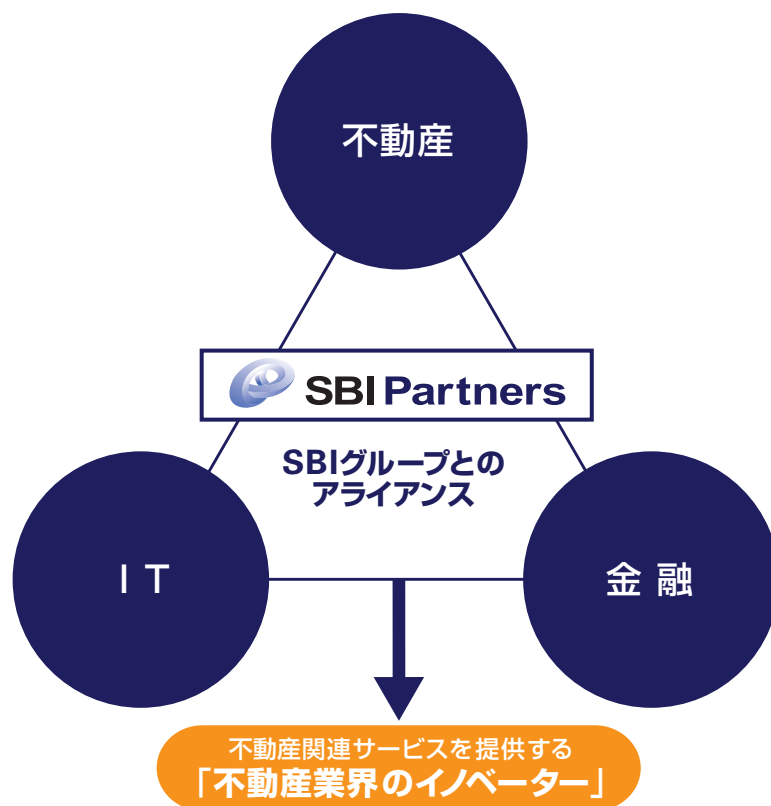 不動産
SBI Partners
SBIグループとの
アライアンス
IT
金融
不動産関連サービスを提供する
「不動産業界のイノベーター」